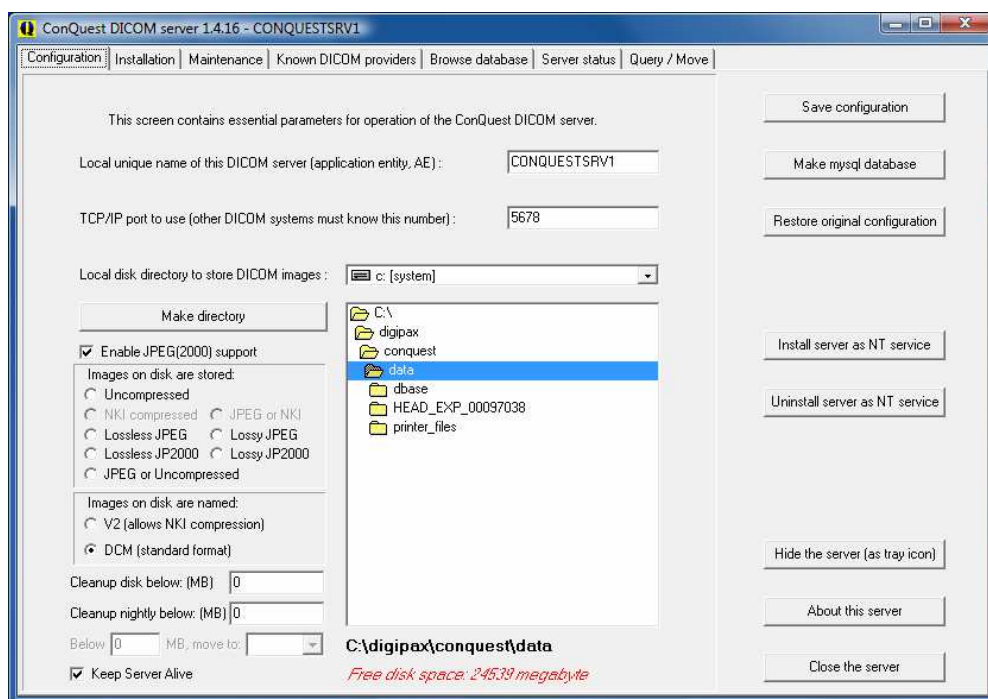 ConQuest DICOM server 1.4.16 - CONQUESTSRV1
Configuration Installation Maintenance Known DICOM providers Browse database Server status Query / Move
This screen contains essential parameters for operation of the ConQuest DICOM server.
Local unique name of this DICOM server (application entity, AE) : CONQUESTSRV1
TCP/IP port to use (other DICOM systems must know this number) : 5678
Local disk directory to store DICOM images : c: [system]
Make directory
Enable JPEG(2000) support
Images on disk are stored:
Uncompressed
NKI compressed JPEG or NKI
Lossless JPEG Lossy JPEG
Lossless JP2000 Lossy JP2000
JPEG or Uncompressed
Images on disk are named:
V2 (allows NKI compression)
DCM (standard format)
Cleanup disk below: (MB) 0
Cleanup nightly below: (MB) 0
Below 0 MB, move to:
Keep Server Alive
C:\
digipax
conquest
data
dbase
HEAD_EXP_00097038
printer_files
C:\digipax\conquest\data
Free disk space: 24539 megabyte
Save configuration
Make mysql database
Restore original configuration
Install server as NT service
Uninstall server as NT service
Hide the server (as tray icon)
About this server
Close the server